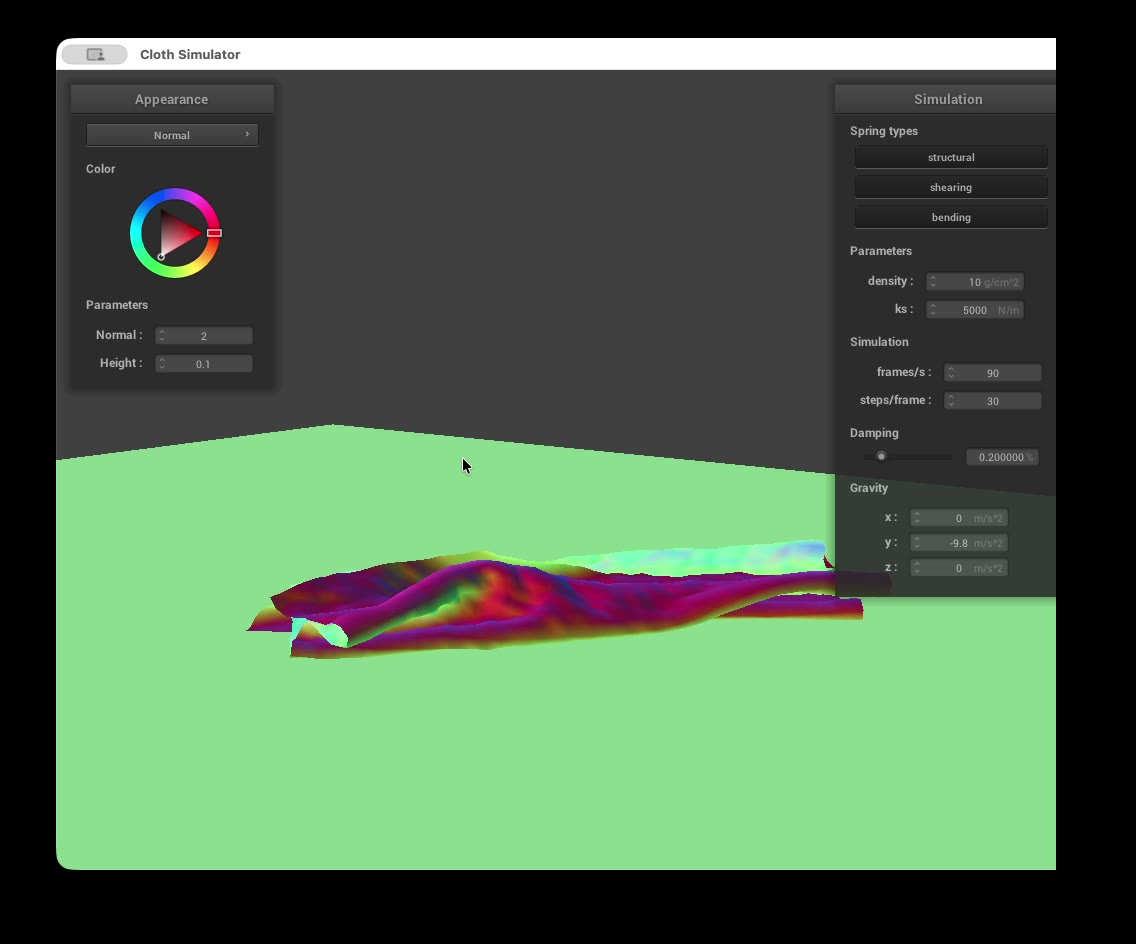 Cloth Simulator
Appearance
Normal
Color
Parameters
Normal : 2
Height : 0.1
Simulation
Spring types
structural
shearing
bending
Parameters
density : 10 g/cm^2
ks : 5000 N/m
Simulation
frames/s : 90
steps/frame : 30
Damping
0.200000 %
Gravity
x : 0 m/s^2
y : -9.8 m/s^2
z : 0 m/s^2